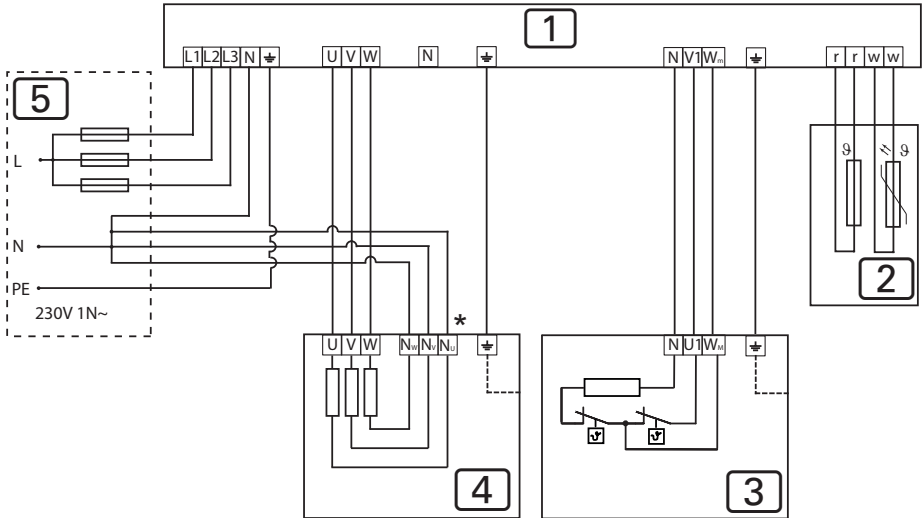 1
L1 L2 L3 N U V W N N V1 Wm r r w w
5
L
N
PE
230V 1N~
ϑ ϑ
2
*
U V W NW NV NU N U1 WM
ϑ ϑ
4
3